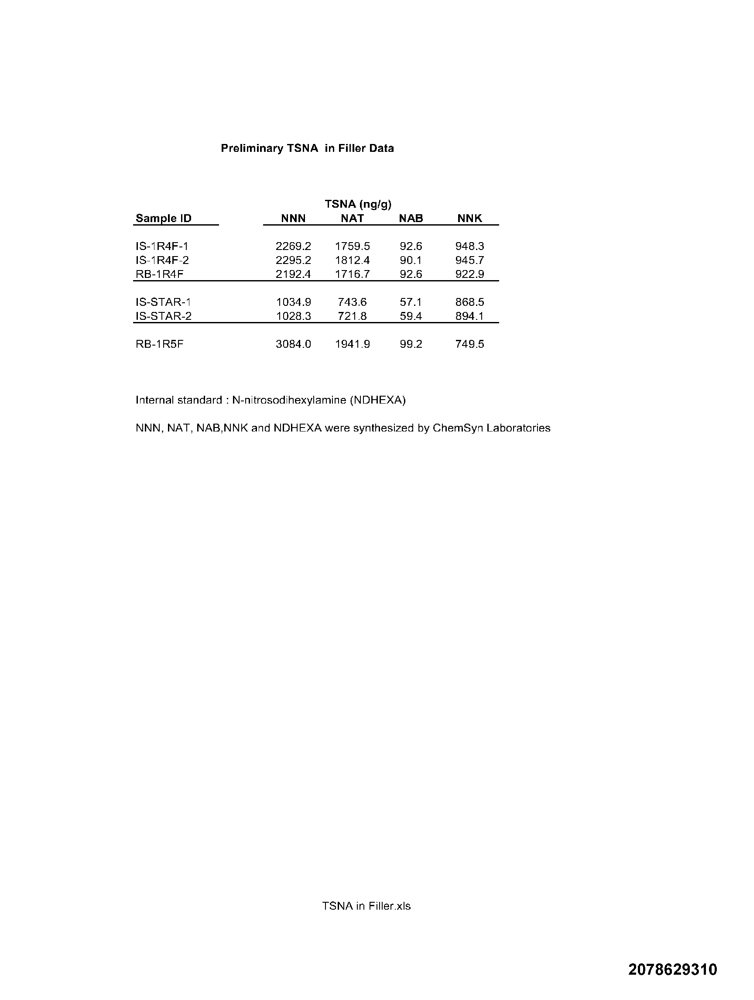 Preliminary TSNA in Filler Data
TSNA (ng/g)
Sample ID NNN NAT NAB NNK
IS-1R4F-1 2269.2 1759.5 92.6 948.3
IS-1R4F-2 2295.2 1812.4 90.1 945.7
RB-1R4F 2192.4 1716.7 92.6 922.9
IS-STAR-1 1034.9 743.6 57.1 868.5
IS-STAR-2 1028.3 721.8 59.4 894.1
RB-1R5F 3084.0 1941.9 99.2 749.5
Internal standard : N-nitrosodihexylamine (NDHEXA)
NNN, NAT, NAB,NNK and NDHEXA were synthesized by ChemSyn Laboratories
TSNA in Filler.xls
2078629310